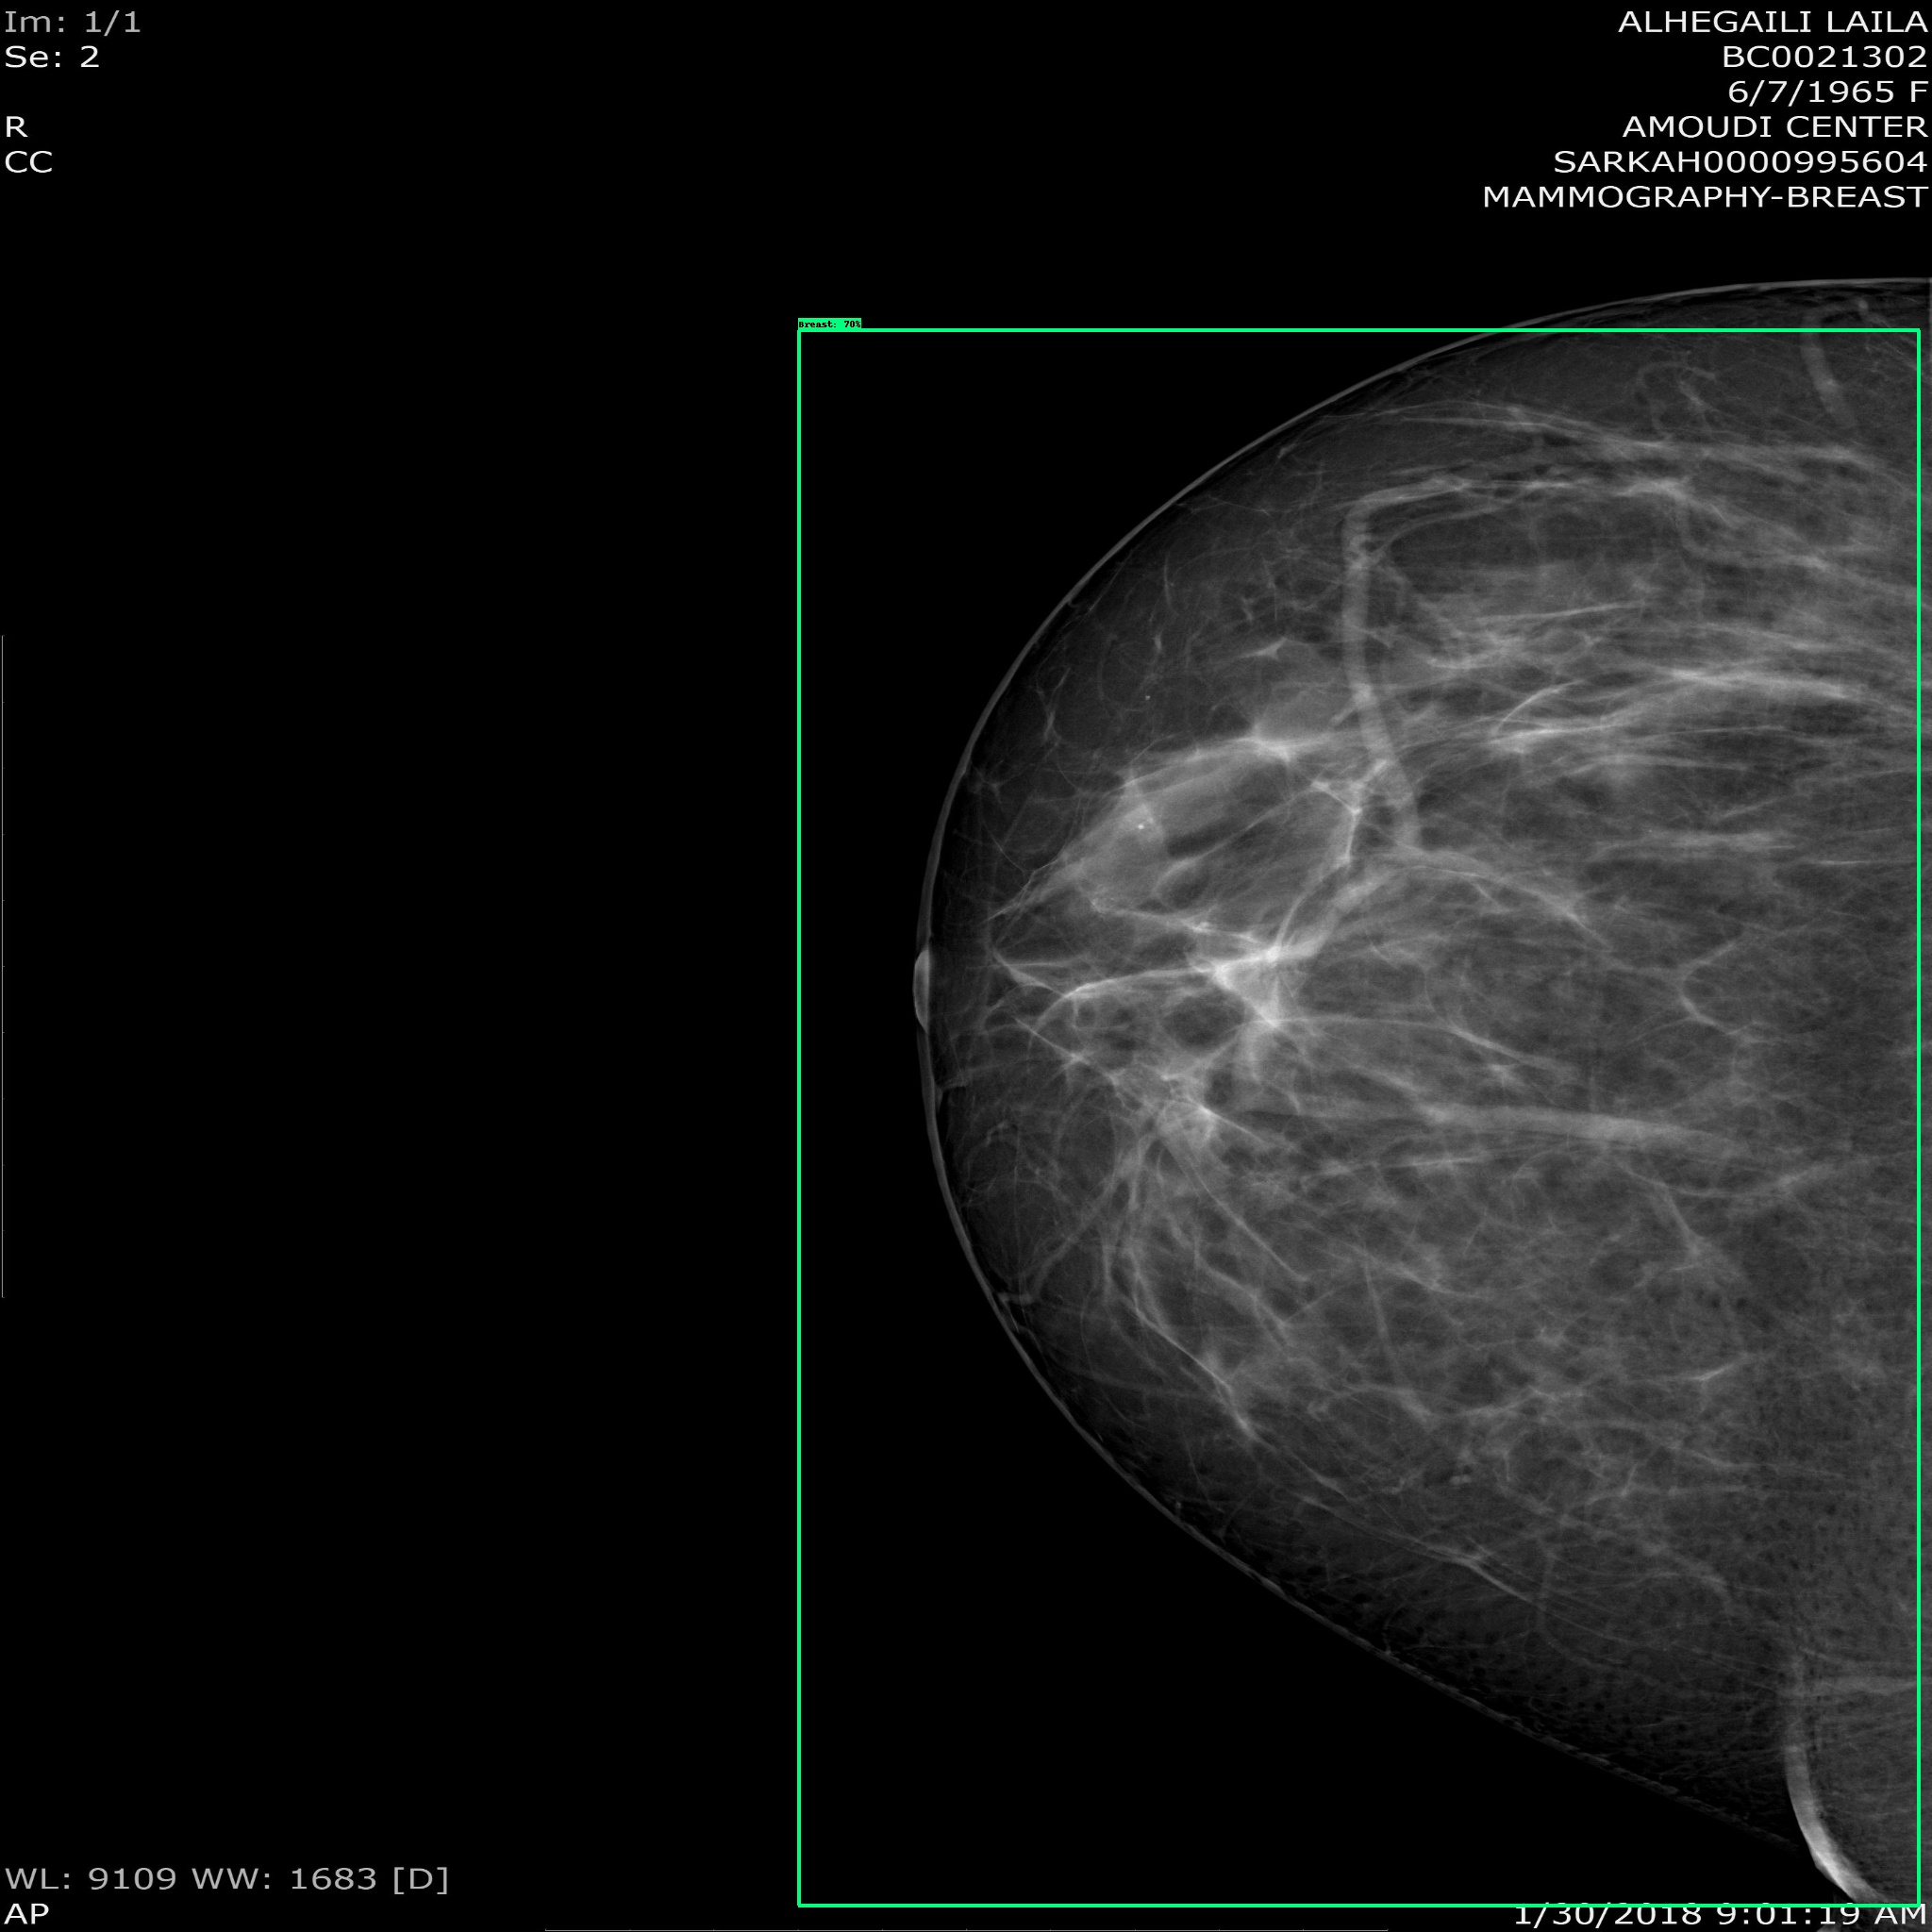 Im: 1/1
Se: 2
R
CC
ALHEGAILI LAILA
BC0021302
6/7/1965 F
AMOUDI CENTER
SARKAH0000995604
MAMMOGRAPHY-BREAST
Breast: 70%
WL: 9109 WW: 1683 [D]
AP
1/30/2018 9:01:19 AM